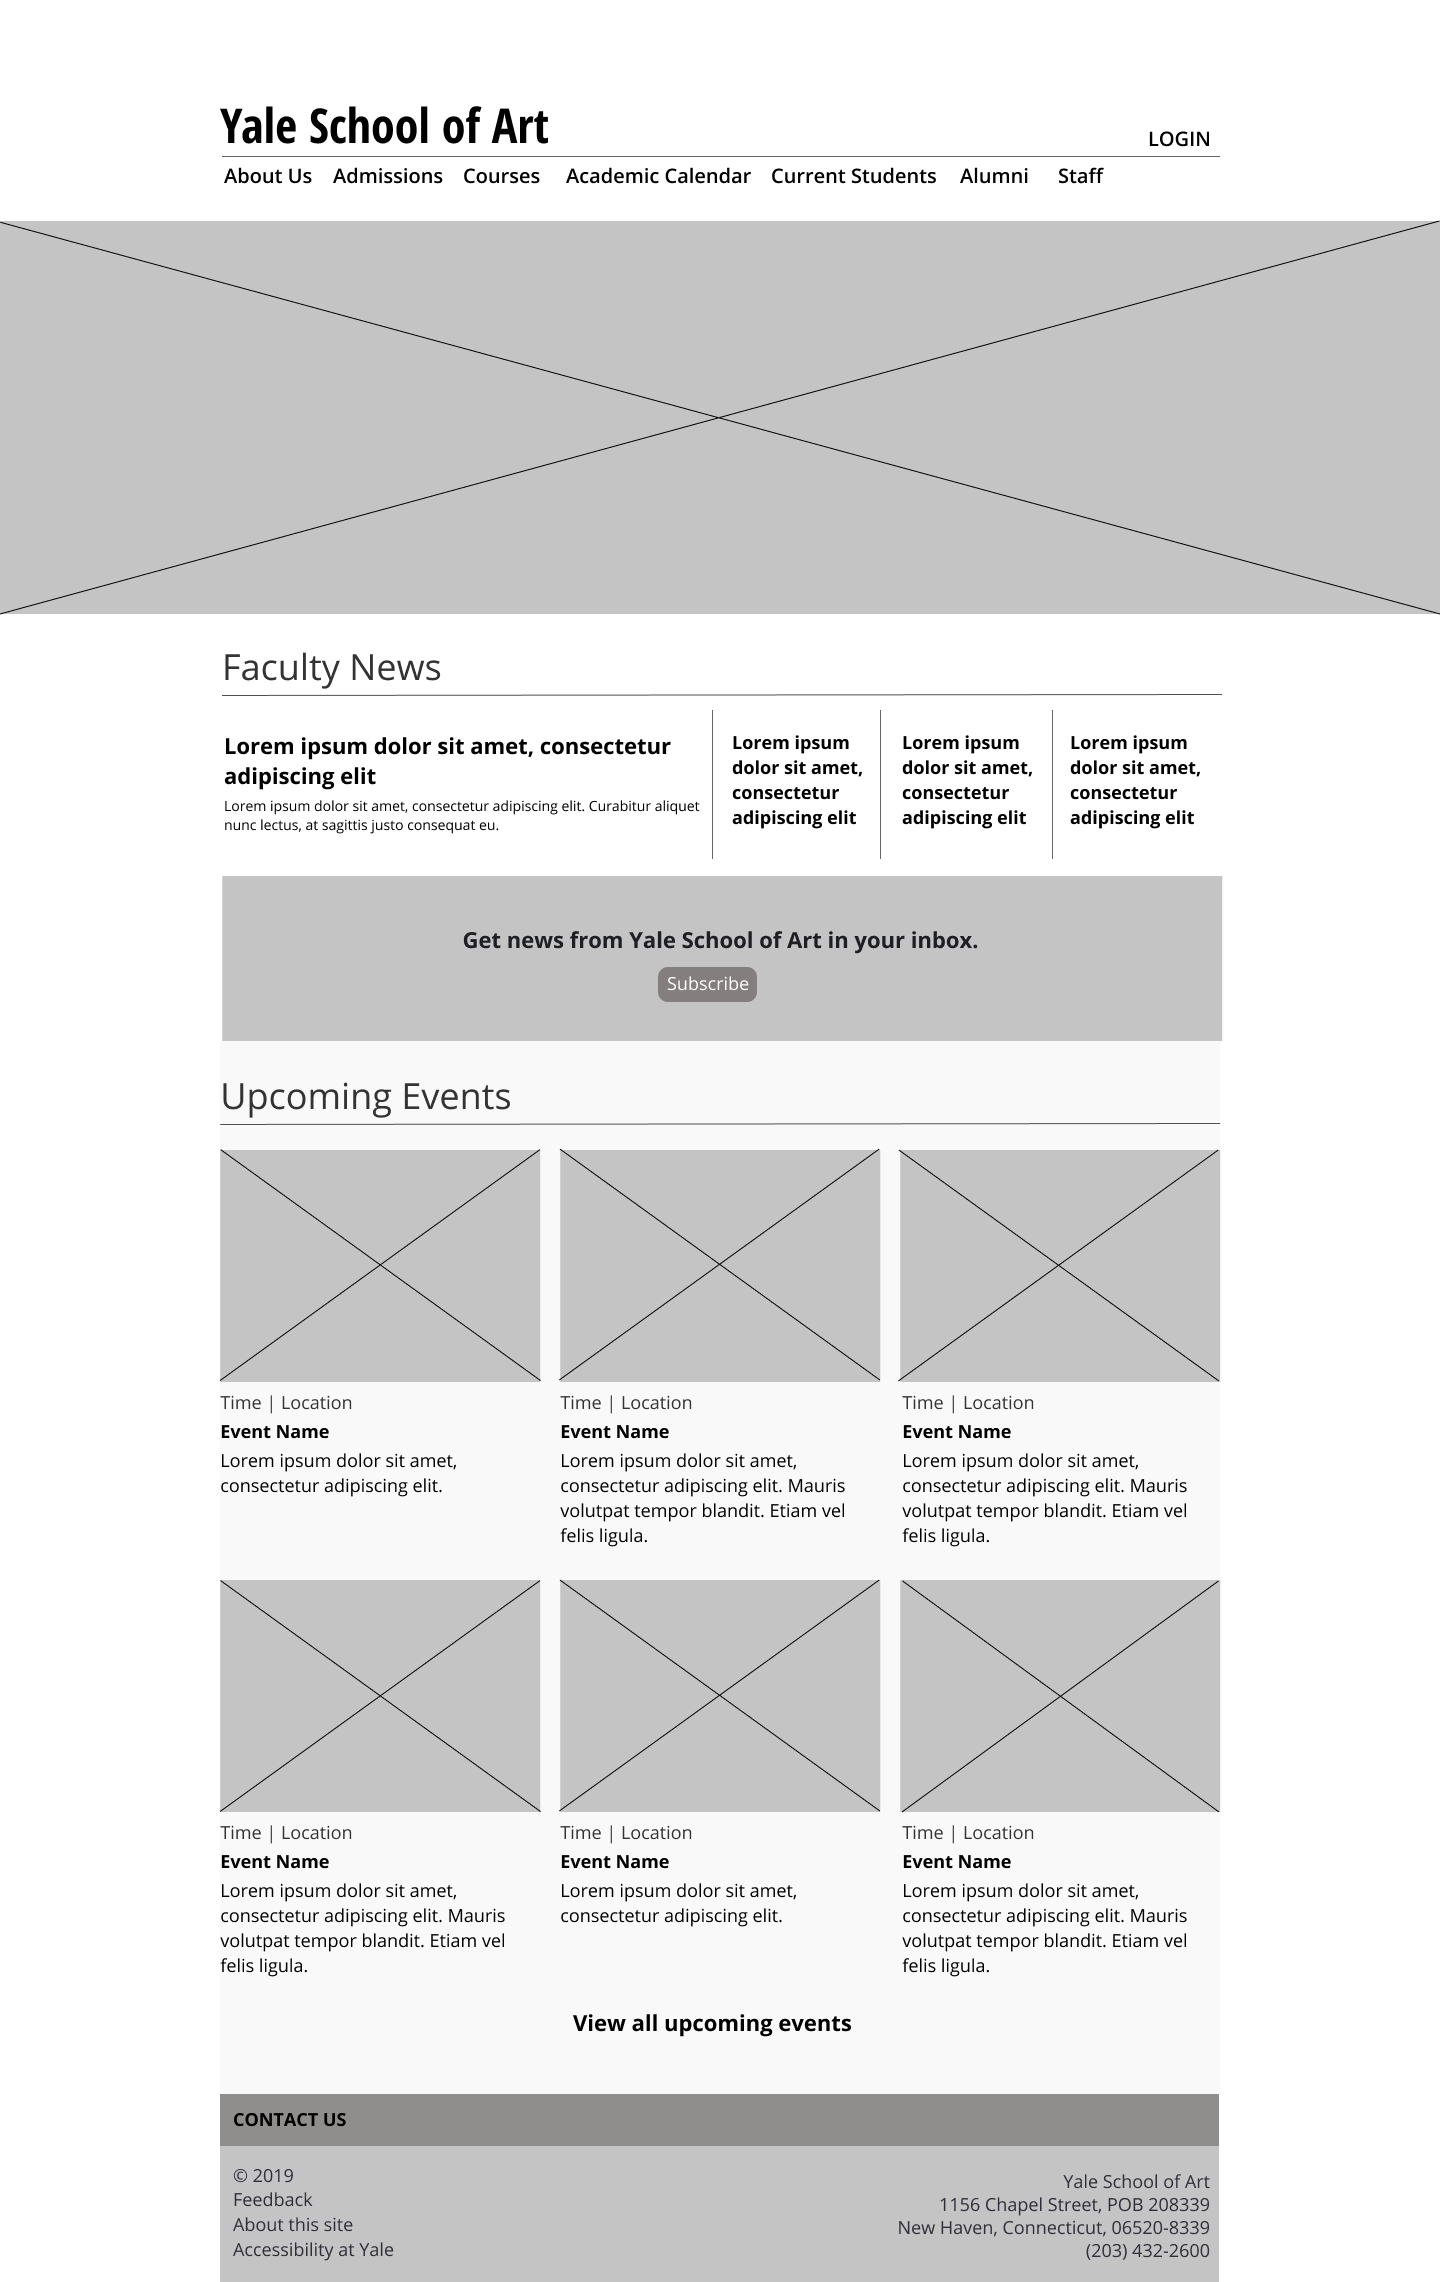 Yale School of Art
LOGIN
About Us Admissions Courses Academic Calendar Current Students Alumni Staff
Faculty News
Lorem ipsum dolor sit amet, consectetur
adipiscing elit
Lorem ipsum dolor sit amet, consectetur adipiscing elit. Curabitur aliquet
nunc lectus, at sagittis justo consequat eu.
Lorem ipsum
dolor sit amet,
consectetur
adipiscing elit
Lorem ipsum
dolor sit amet,
consectetur
adipiscing elit
Lorem ipsum
dolor sit amet,
consectetur
adipiscing elit
Get news from Yale School of Art in your inbox.
Subscribe
Upcoming Events
Time | Location
Event Name
Lorem ipsum dolor sit amet,
consectetur adipiscing elit.
Time | Location
Event Name
Lorem ipsum dolor sit amet,
consectetur adipiscing elit. Mauris
volutpat tempor blandit. Etiam vel
felis ligula.
Time | Location
Event Name
Lorem ipsum dolor sit amet,
consectetur adipiscing elit. Mauris
volutpat tempor blandit. Etiam vel
felis ligula.
Time | Location
Event Name
Lorem ipsum dolor sit amet,
consectetur adipiscing elit. Mauris
volutpat tempor blandit. Etiam vel
felis ligula.
Time | Location
Event Name
Lorem ipsum dolor sit amet,
consectetur adipiscing elit.
Time | Location
Event Name
Lorem ipsum dolor sit amet,
consectetur adipiscing elit. Mauris
volutpat tempor blandit. Etiam vel
felis ligula.
View all upcoming events
CONTACT US
© 2019
Feedback
About this site
Accessibility at Yale
Yale School of Art
1156 Chapel Street, POB 208339
New Haven, Connecticut, 06520-8339
(203) 432-2600